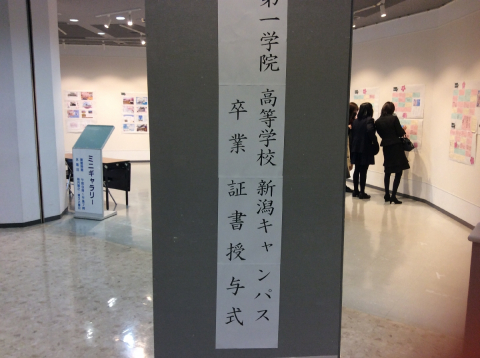 第一学院 高等学校 新潟キャンパス
卒業 証書授与式
ミニギャラリー